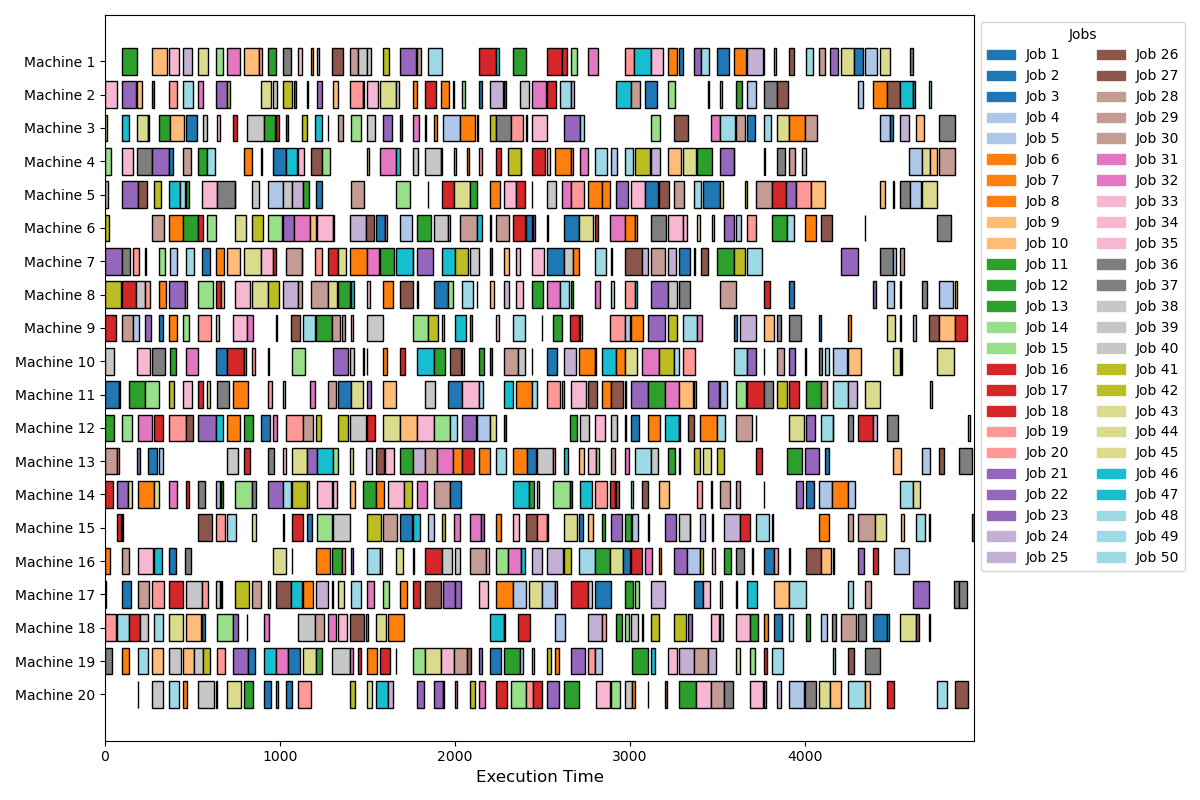 Machine 1
Machine 2
Machine 3
Machine 4
Machine 5
Machine 6
Machine 7
Machine 8
Machine 9
Machine 10
Machine 11
Machine 12
Machine 13
Machine 14
Machine 15
Machine 16
Machine 17
Machine 18
Machine 19
Machine 20
0 1000 2000 3000 4000
Execution Time
Jobs
Job 1 Job 26
Job 2 Job 27
Job 3 Job 28
Job 4 Job 29
Job 5 Job 30
Job 6 Job 31
Job 7 Job 32
Job 8 Job 33
Job 9 Job 34
Job 10 Job 35
Job 11 Job 36
Job 12 Job 37
Job 13 Job 38
Job 14 Job 39
Job 15 Job 40
Job 16 Job 41
Job 17 Job 42
Job 18 Job 43
Job 19 Job 44
Job 20 Job 45
Job 21 Job 46
Job 22 Job 47
Job 23 Job 48
Job 24 Job 49
Job 25 Job 50